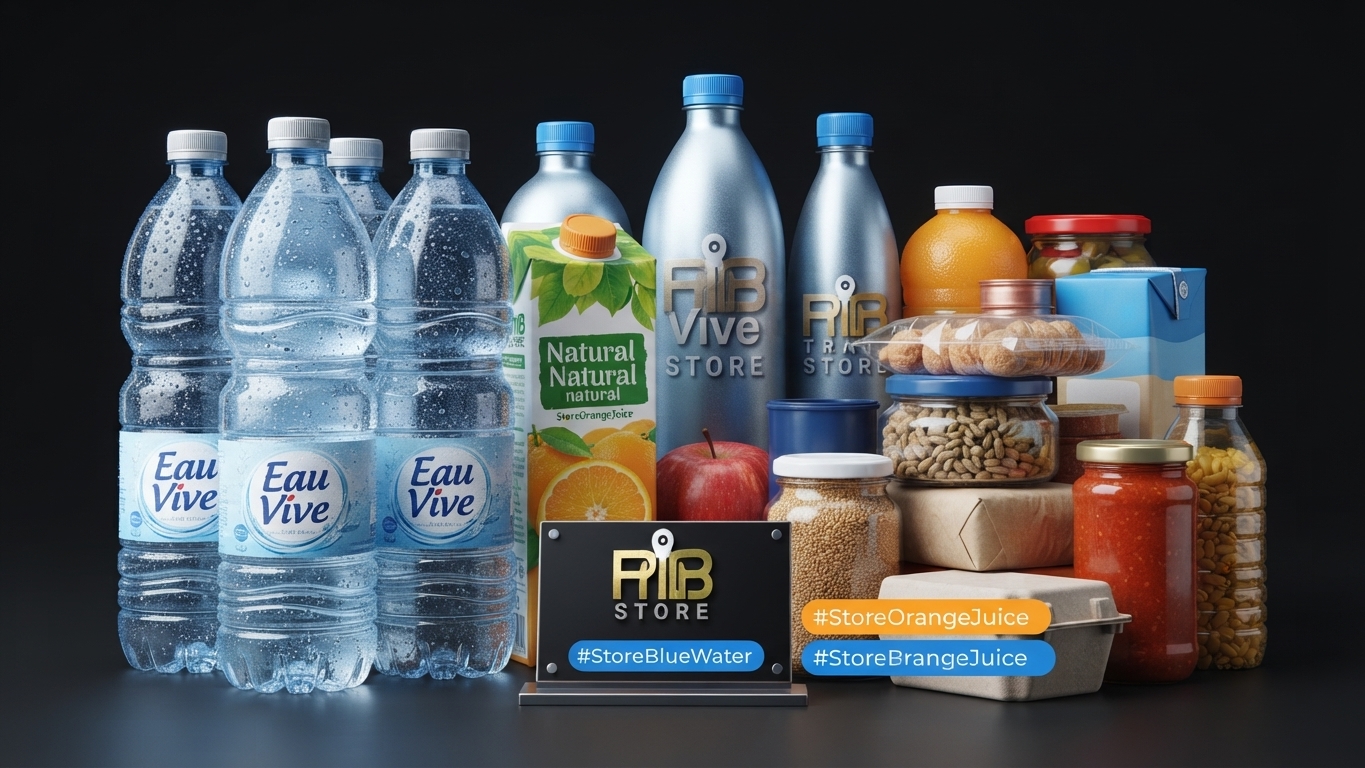 Eau
Vive
Eau
Vive
Eau
Vive
Natural
Natural
natural
StoreOrangeJuice
RIB
Vive
STORE
RIB
STORE
RIB
STORE
#StoreBlueWater
#StoreOrangeJuice
#StoreBrangeJuice